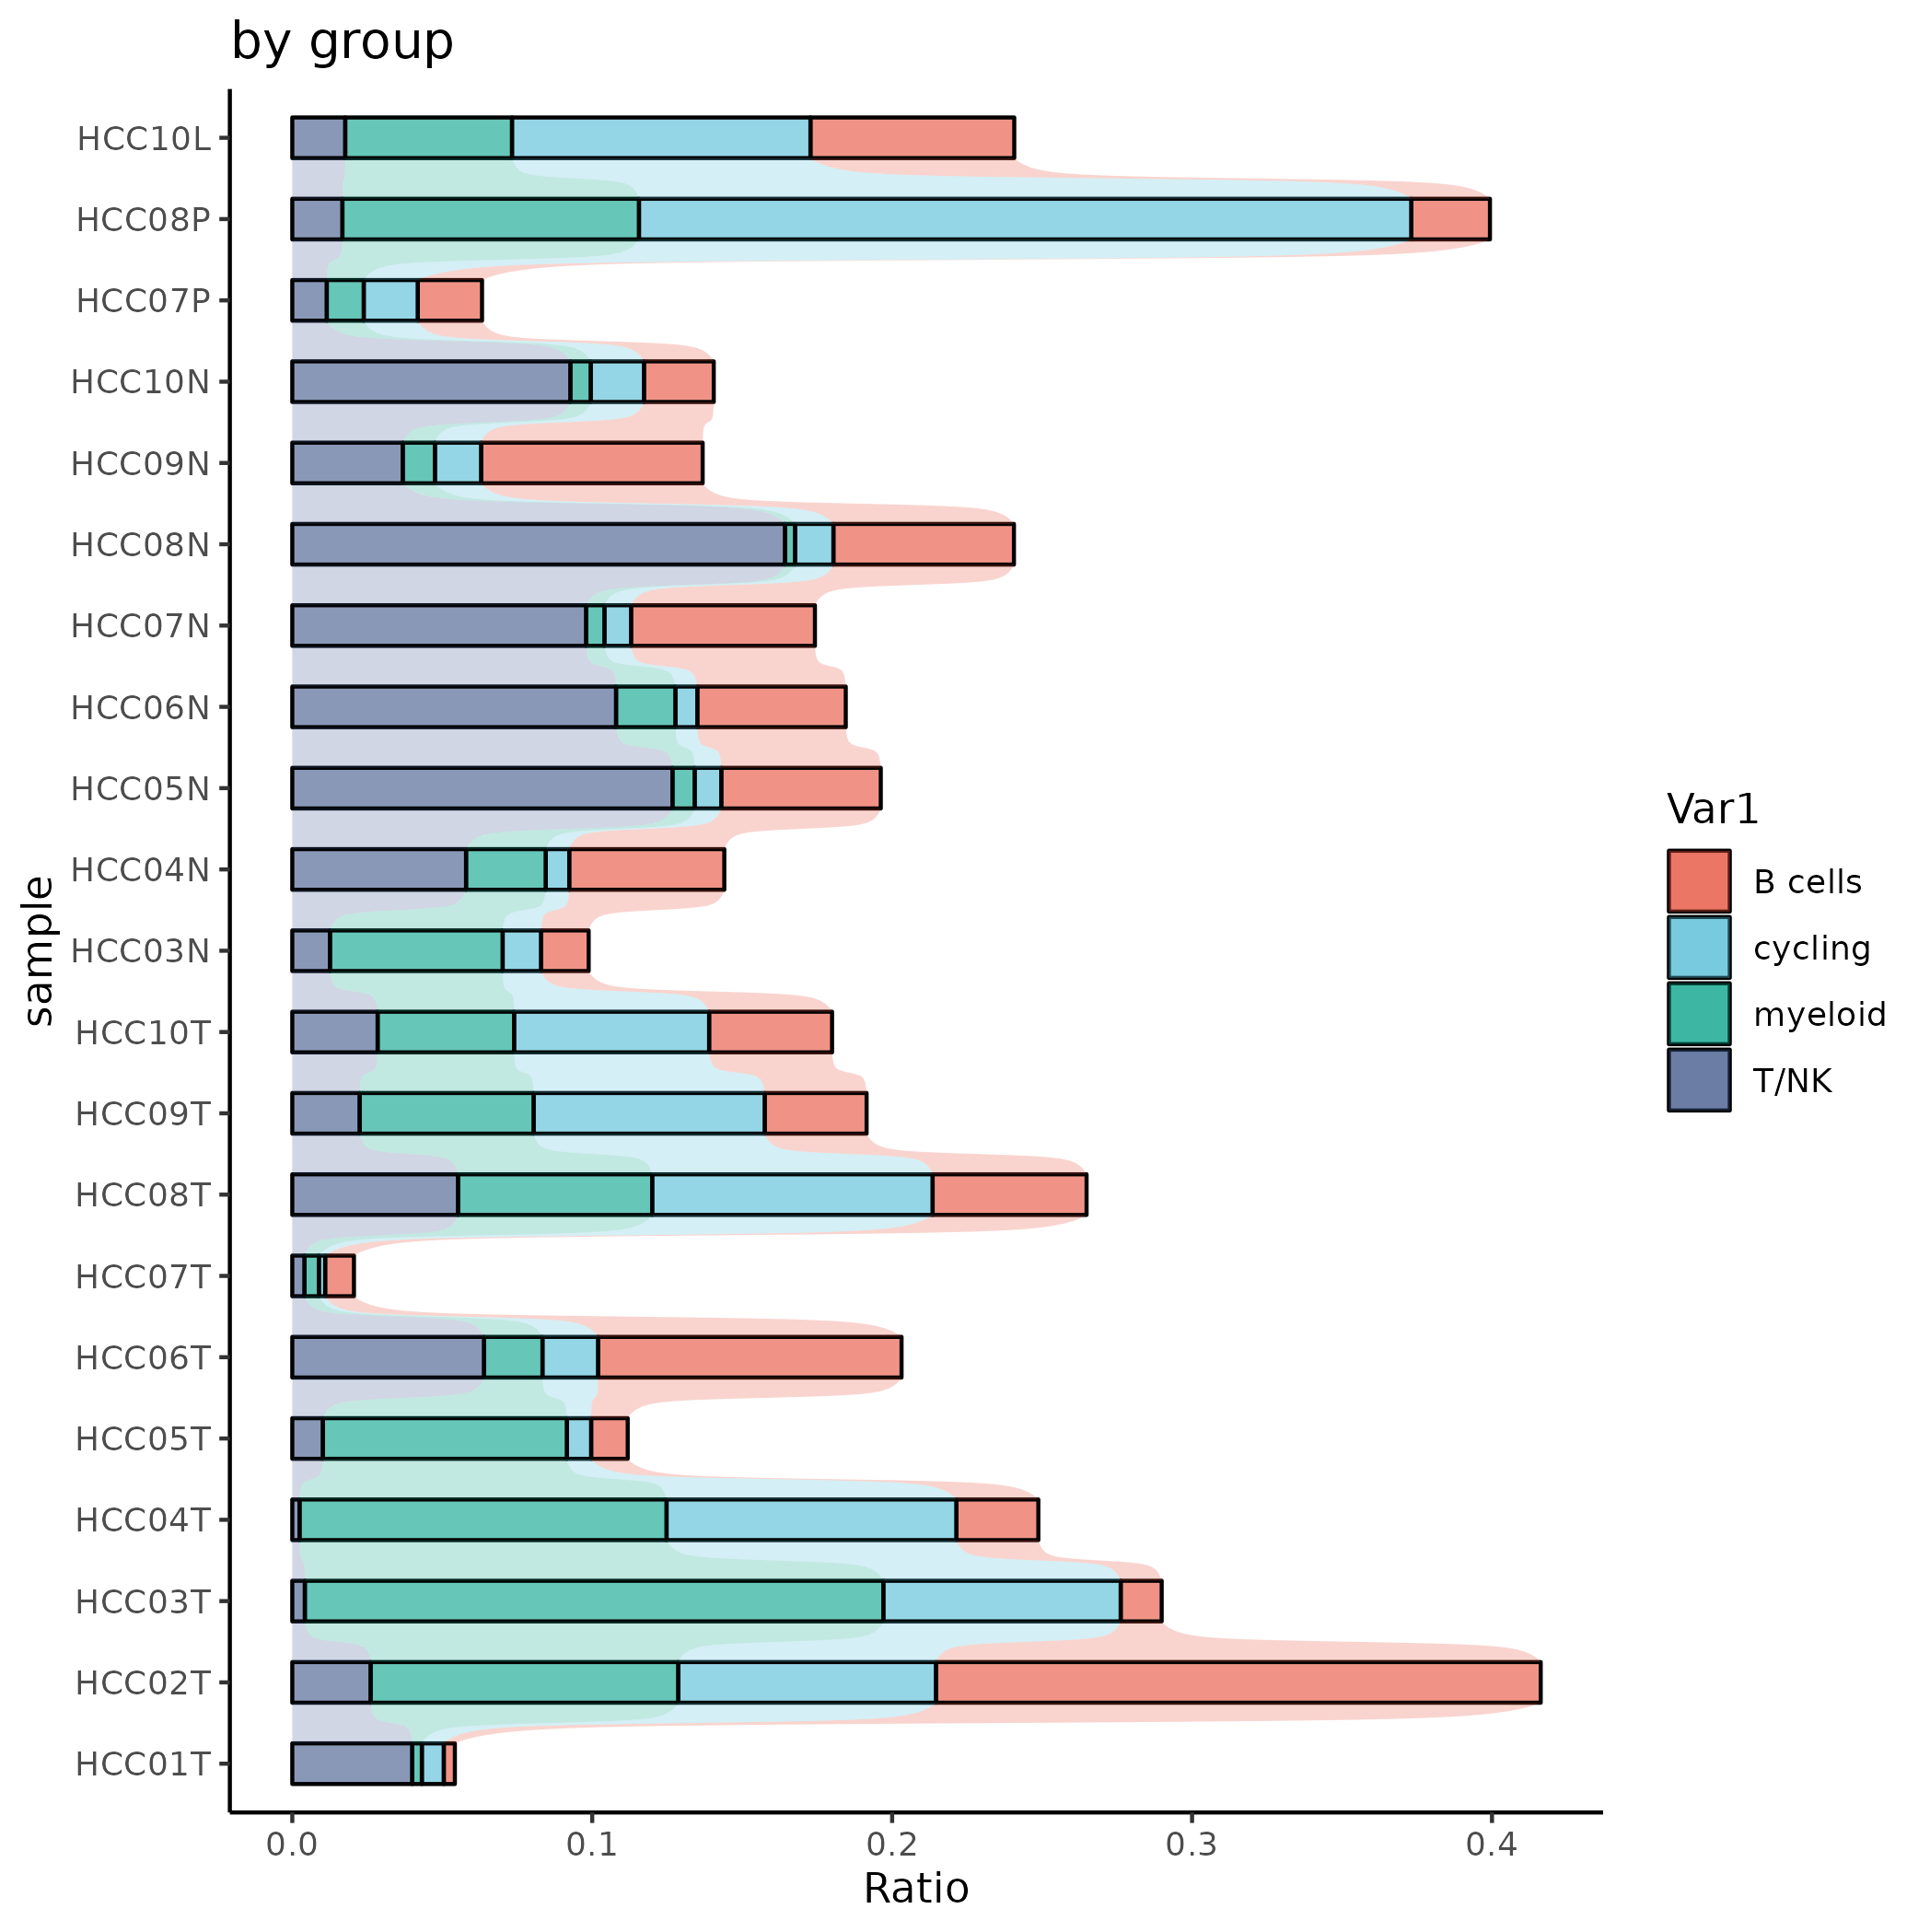 by group
HCC10L
HCC08P
HCC07P
HCC10N
HCC09N
HCC08N
HCC07N
HCC06N
HCC05N
HCC04N
HCC03N
HCC10T
HCC09T
HCC08T
HCC07T
HCC06T
HCC05T
HCC04T
HCC03T
HCC02T
HCC01T
sample
0.0 0.1 0.2 0.3 0.4
Ratio
Var1
B cells
cycling
myeloid
T/NK